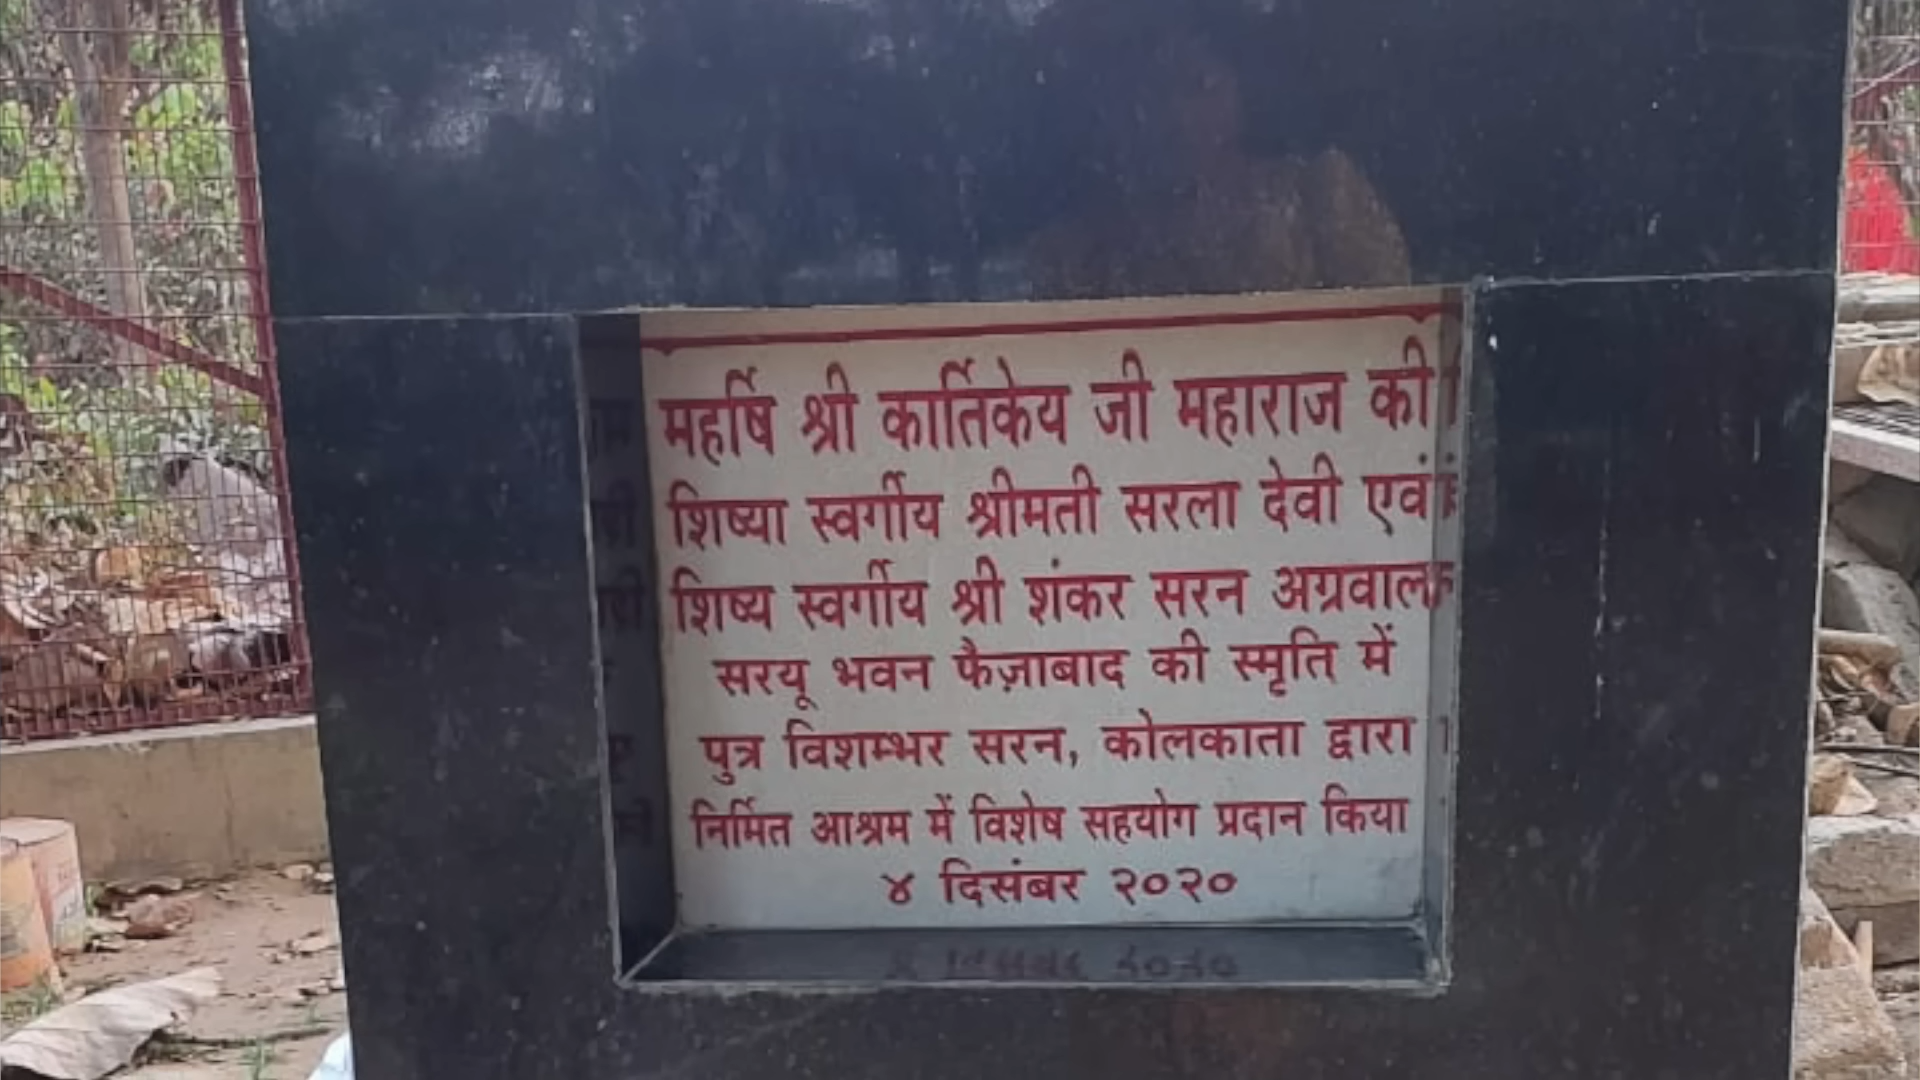 महर्षि श्री कार्तिकेय जी महाराज की
शिष्या स्वर्गीय श्रीमती सरला देवी एवं
शिष्य स्वर्गीय श्री शंकर सरन अग्रवाल
सरयू भवन फैज़ाबाद की स्मृति में
पुत्र विशम्भर सरन, कोलकाता द्वारा
निर्मित आश्रम में विशेष सहयोग प्रदान किया
४ दिसंबर २०२०